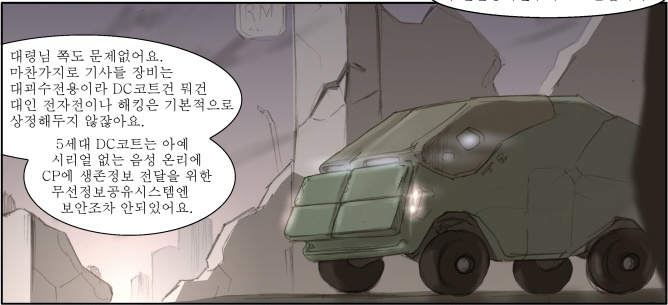 KM
대령님 쪽도 문제없어요.
마찬가지로 기사들 장비는
대괴수전용이라 DC코트건 뭐건
대인 전자전이나 해킹은 기본적으로
상정해두지 않잖아요.
5세대 DC코트는 아예
시리얼 없는 음성 온리에
CP에 생존정보 전달을 위한
무선정보공유시스템엔
보안조차 안되있어요.